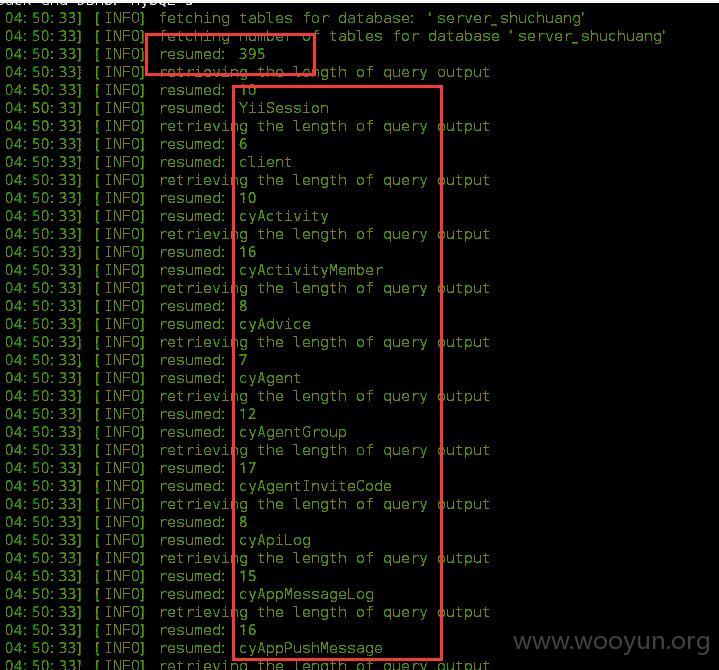 04:50:33] [INFO] fetching tables for database: 'server_shuchuang'
04:50:33] [INFO] fetching number of tables for database 'server_shuchuang'
04:50:33] [INFO] resumed: 395
04:50:33] [INFO] retrieving the length of query output
04:50:33] [INFO] resumed: 10
04:50:33] [INFO] resumed: YiiSession
04:50:33] [INFO] retrieving the length of query output
04:50:33] [INFO] resumed: 6
04:50:33] [INFO] resumed: client
04:50:33] [INFO] retrieving the length of query output
04:50:33] [INFO] resumed: 10
04:50:33] [INFO] resumed: cyActivity
04:50:33] [INFO] retrieving the length of query output
04:50:33] [INFO] resumed: 16
04:50:33] [INFO] resumed: cyActivityMember
04:50:33] [INFO] retrieving the length of query output
04:50:33] [INFO] resumed: 8
04:50:33] [INFO] resumed: cyAdvice
04:50:33] [INFO] retrieving the length of query output
04:50:33] [INFO] resumed: 7
04:50:33] [INFO] resumed: cyAgent
04:50:33] [INFO] retrieving the length of query output
04:50:33] [INFO] resumed: 12
04:50:33] [INFO] resumed: cyAgentGroup
04:50:33] [INFO] retrieving the length of query output
04:50:33] [INFO] resumed: 17
04:50:33] [INFO] resumed: cyAgentInviteCode
04:50:33] [INFO] retrieving the length of query output
04:50:33] [INFO] resumed: 8
04:50:33] [INFO] resumed: cyApiLog
04:50:33] [INFO] retrieving the length of query output
04:50:33] [INFO] resumed: 15
04:50:33] [INFO] resumed: cyAppMessageLog
04:50:33] [INFO] retrieving the length of query output
04:50:33] [INFO] resumed: 16
04:50:33] [INFO] resumed: cyAppPushMessage
04:50:33] [INFO] retrieving the length of query output
www.wooyun.org